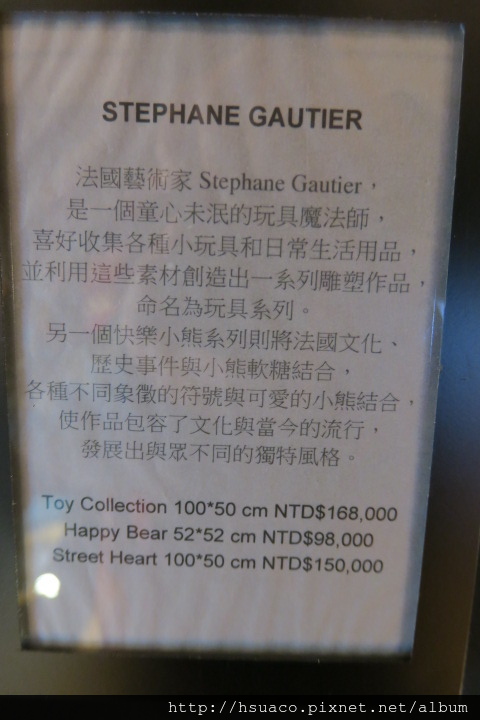 STEPHANE GAUTIER
法國藝術家 Stephane Gautier，
是一個童心未泯的玩具魔法師，
喜好收集各種小玩具和日常生活用品，
並利用這些素材創造出一系列雕塑作品，
命名為玩具系列。
另一個快樂小熊系列則將法國文化、
歷史事件與小熊軟糖結合，
各種不同象徵的符號與可愛的小熊結合，
使作品包容了文化與當今的流行，
發展出與眾不同的獨特風格。
Toy Collection 100*50 cm NTD$168,000
Happy Bear 52*52 cm NTD$98,000
Street Heart 100*50 cm NTD$150,000
http://hsuaco.pixnet.net/album